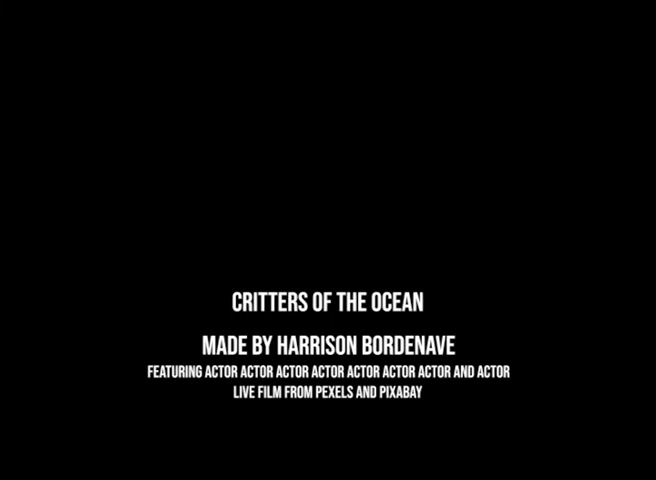 CRITTERS OF THE OCEAN
MADE BY HARRISON BORDENAVE
FEATURING ACTOR ACTOR ACTOR ACTOR ACTOR ACTOR ACTOR AND ACTOR
LIVE FILM FROM PEXELS AND PIXABAY